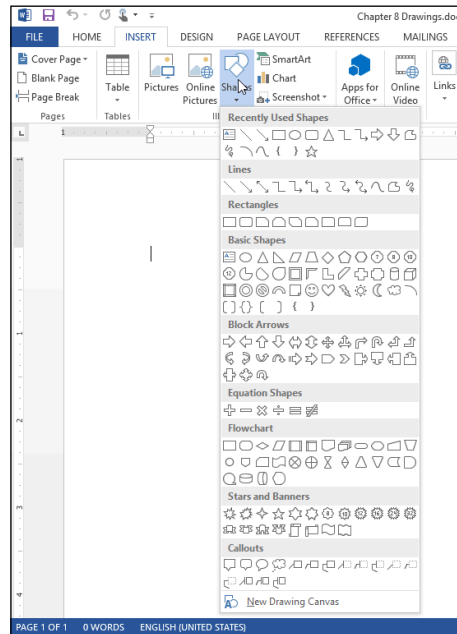 Chapter 8 Drawings.do
FILE HOME INSERT DESIGN PAGE LAYOUT REFERENCES MAILINGS
Cover Page
Blank Page
Page Break
Pages
Table
Tables
Pictures
Online Pictures
Shapes
SmartArt
Chart
Screenshot
Apps for Office
Online Video
Links
Recently Used Shapes
Lines
Rectangles
Basic Shapes
Block Arrows
Equation Shapes
Flowchart
Stars and Banners
Callouts
New Drawing Canvas
PAGE 1 OF 1 0 WORDS ENGLISH (UNITED STATES)